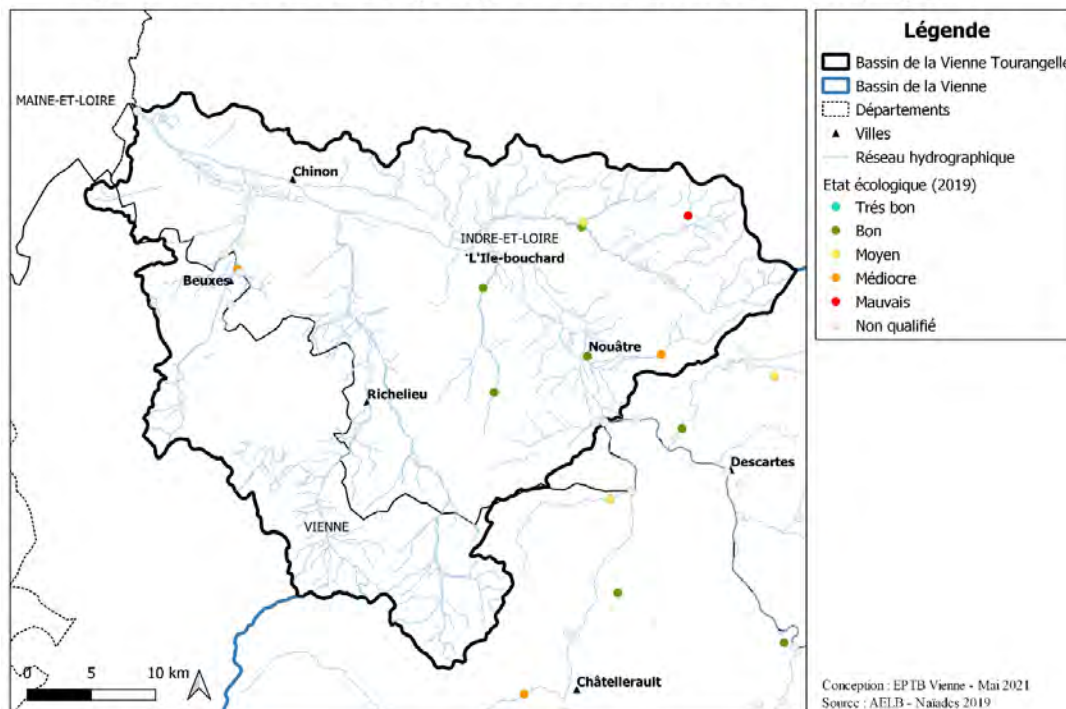 MAINE-ET-LOIRE
Chinon
INDRE-ET-LOIRE
L'Ile-bouchard
Beuxes
Nouâtre
Richelieu
Descartes
VIENNE
Châtellerault
0 5 10 km
Légende
Bassin de la Vienne Tourangelle
Bassin de la Vienne
Départements
Villes
Réseau hydrographique
Etat écologique (2019)
Trés bon
Bon
Moyen
Médiocre
Mauvais
Non qualifié
Conception : EPTB Vienne - Mai 2021
Source : AELB - Naïades 2019